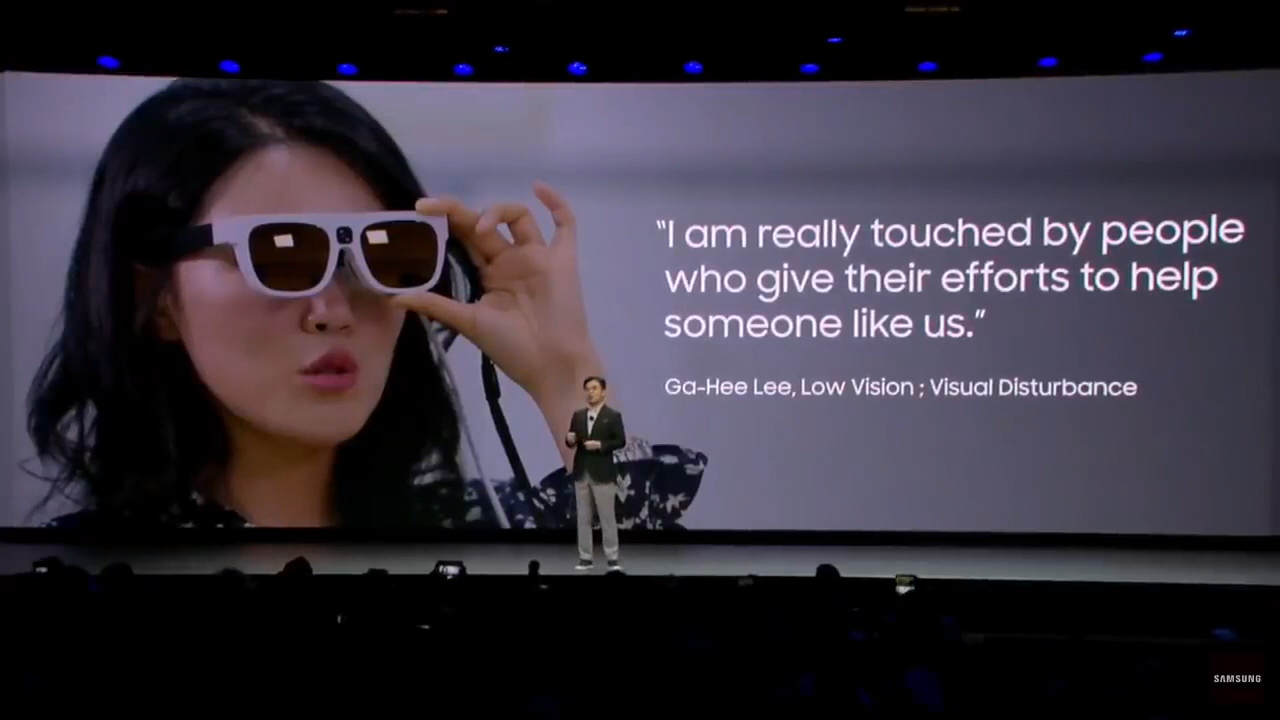 “I am really touched by people
who give their efforts to help
someone like us.”
Ga-Hee Lee, Low Vision ; Visual Disturbance
SAMSUNG